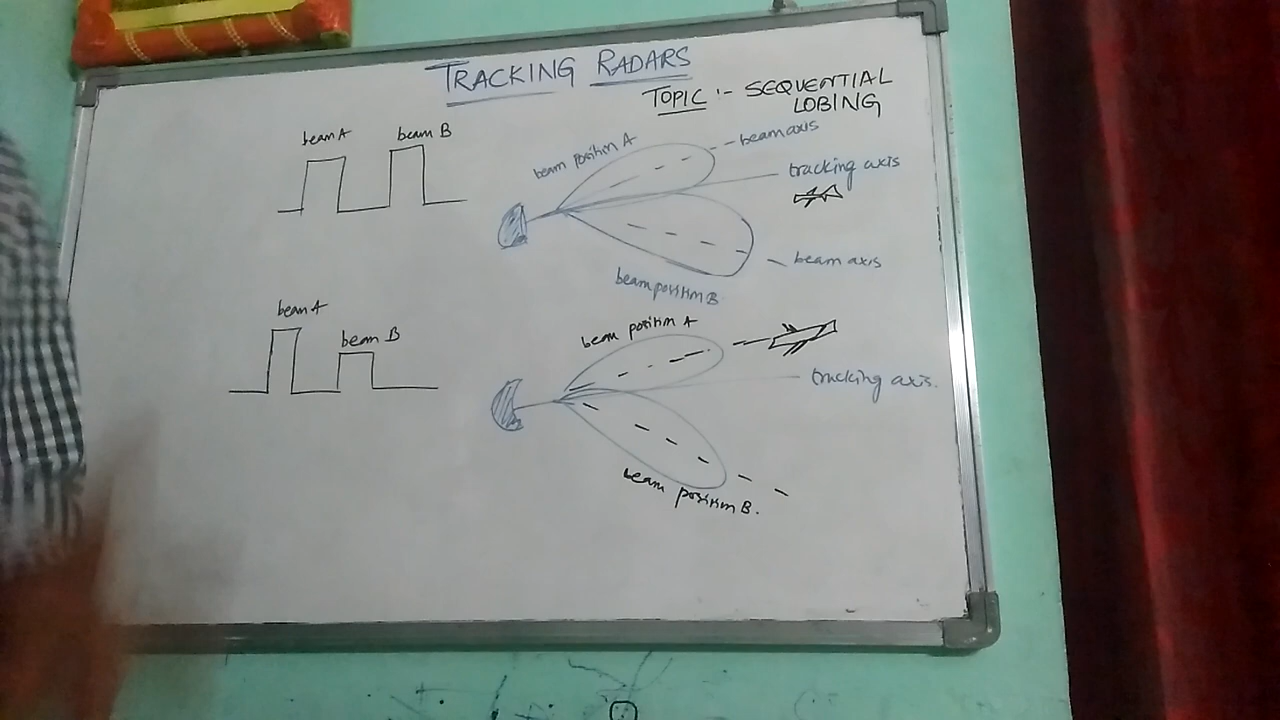 TRACKING RADARS
TOPIC :- SEQUENTIAL
LOBING
beam A
beam B
beam position A
beam axis
tracking axis
beam axis
beam position B
beam A
beam B
beam position A
tracking axis.
beam position B.